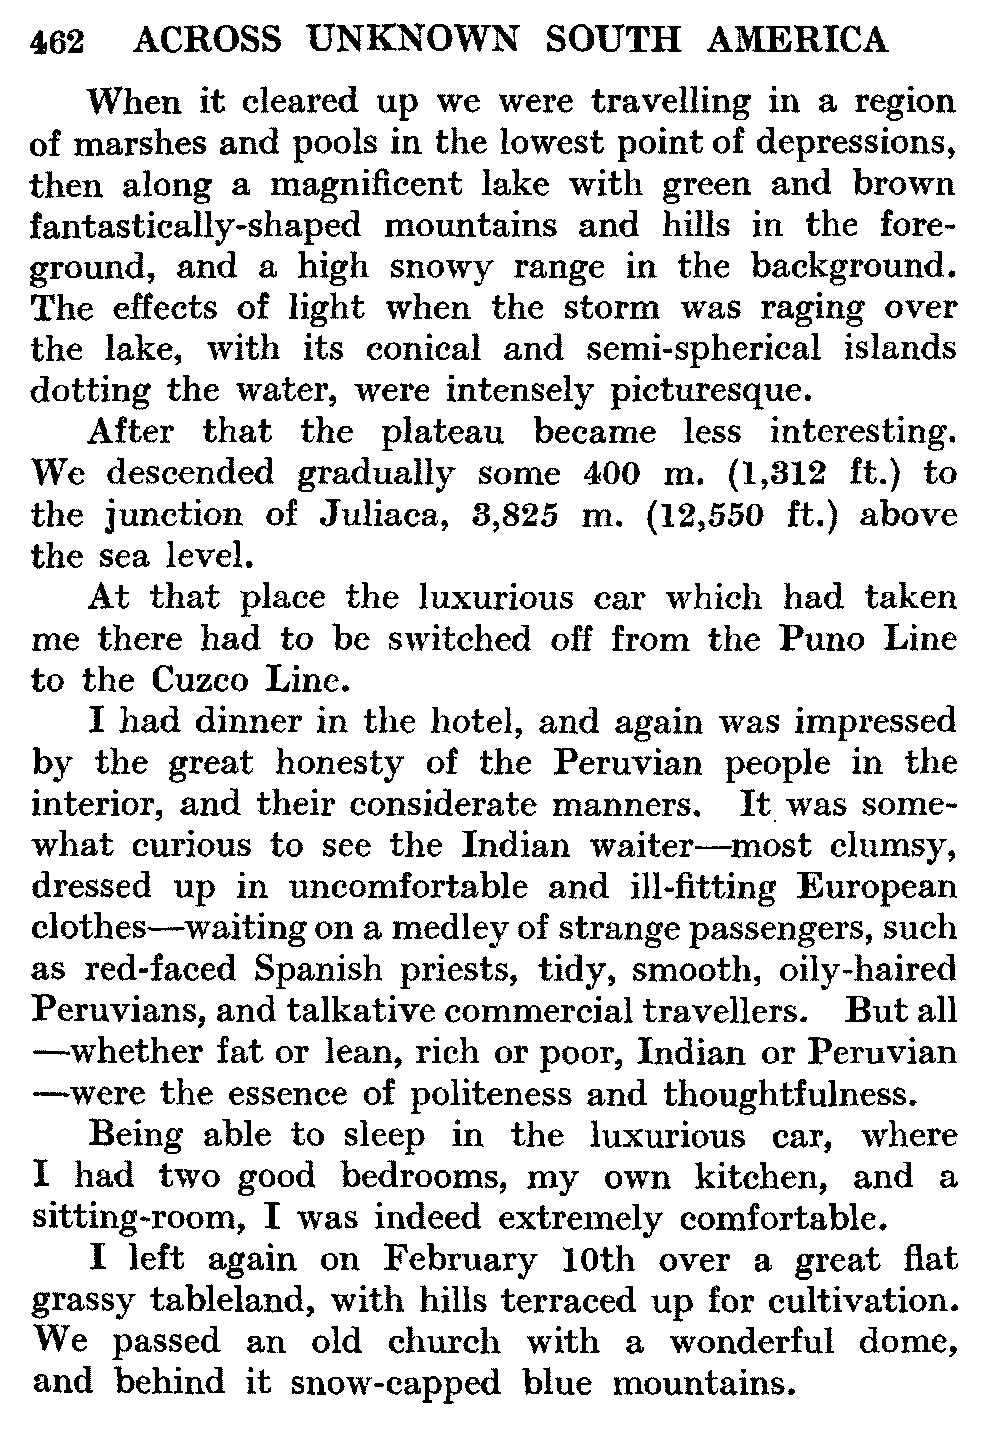 462 ACROSS UNKNOWN SOUTH AMERICA
When it cleared up we were travelling in a region
of marshes and pools in the lowest point of depressions,
then along a magnificent lake with green and brown
fantastically-shaped mountains and hills in the fore-
ground, and a high snowy range in the background.
The effects of light when the storm was raging over
the lake, with its conical and semi-spherical islands
dotting the water, were intensely picturesque.
After that the plateau became less interesting.
We descended gradually some 400 m. (1,312 ft.) to
the junction of Juliaca, 3,825 m. (12,550 ft.) above
the sea level.
At that place the luxurious car which had taken
me there had to be switched off from the Puno Line
to the Cuzco Line.
I had dinner in the hotel, and again was impressed
by the great honesty of the Peruvian people in the
interior, and their considerate manners. It was some-
what curious to see the Indian waiter—most clumsy,
dressed up in uncomfortable and ill-fitting European
clothes—waiting on a medley of strange passengers, such
as red-faced Spanish priests, tidy, smooth, oily-haired
Peruvians, and talkative commercial travellers. But all
—whether fat or lean, rich or poor, Indian or Peruvian
—were the essence of politeness and thoughtfulness.
Being able to sleep in the luxurious car, where
I had two good bedrooms, my own kitchen, and a
sitting-room, I was indeed extremely comfortable.
I left again on February 10th over a great flat
grassy tableland, with hills terraced up for cultivation.
We passed an old church with a wonderful dome,
and behind it snow-capped blue mountains.